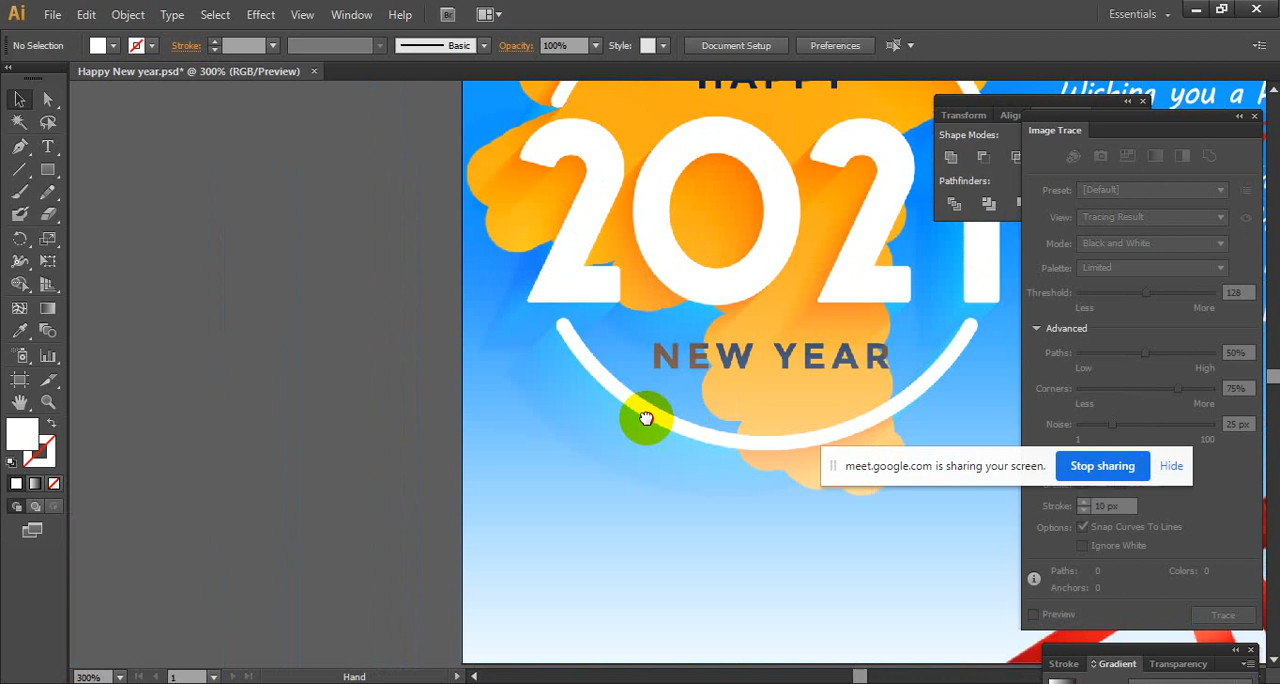 Ai File Edit Object Type Select Effect View Window Help Br Essentials
No Selection Stroke: Basic Opacity: 100% Style: Document Setup Preferences
Happy New year.psd* @ 300% (RGB/Preview) ×
HAPPY
2021
NEW YEAR
Wishing you a
Transform
Shape Modes:
Pathfinders:
Image Trace
Preset: [Default]
View: Tracing Result
Mode: Black and White
Palette: Limited
Threshold: 128
Less More
Advanced
Paths: 50%
Low High
Corners: 75%
Less More
Noise: 25 px
1 100
meet.google.com is sharing your screen. Stop sharing Hide
Stroke: 10 px
Options: Snap Curves To Lines
Ignore White
Paths: 0 Colors: 0
Anchors: 0
Preview Trace
Stroke Gradient Transparency
300% 1 Hand